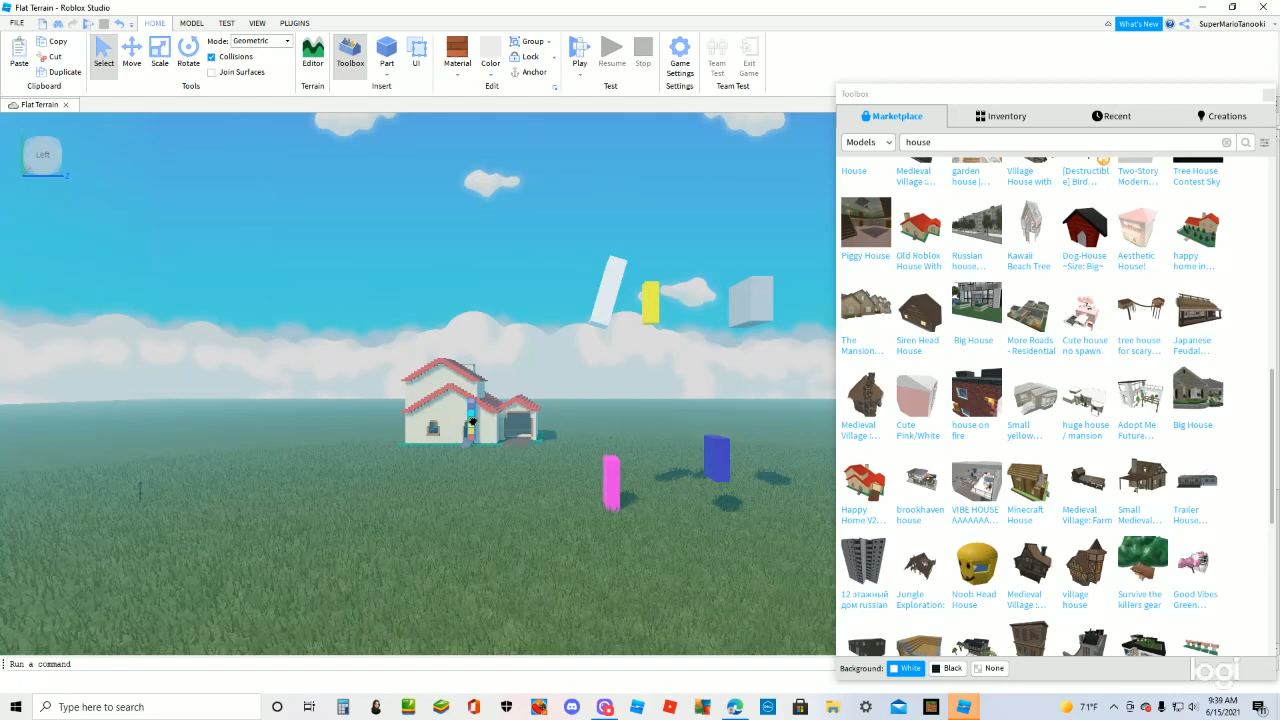 Flat Terrain - Roblox Studio
FILE HOME MODEL TEST VIEW PLUGINS
What's New SuperMarioTanooki
Paste Copy Cut Duplicate Select Move Scale Rotate Mode: Geometric Collisions Join Surfaces Editor Toolbox Part UI Material Color Group Lock Anchor Play Resume Stop Game Settings Team Test Exit Game
Clipboard Tools Terrain Insert Edit Test Settings Team Test
Flat Terrain
Left
Z
Toolbox
Marketplace Inventory Recent Creations
Models house
House Medieval Village :... garden house |... Village House with [Destructible] Bird... Two-Story Modern... Tree House Contest Sky
Piggy House Old Roblox House With Russian house... Kawaii Beach Tree Dog-House ~Size: Big~ Aesthetic House! happy home in...
The Mansion... Siren Head House Big House More Roads - Residential Cute house no spawn tree house for scary... Japanese Feudal...
Medieval Village :... Cute Pink/White house on fire Small yellow... huge house / mansion Adopt Me Future... Big House
Happy Home V2... brookhaven house VIBE HOUSE AAAAAAA... Minecraft House Medieval Village: Farm Small Medieval... Trailer House...
12 этажный дом russian Jungle Exploration: Noob Head House Medieval Village :... village house Survive the killers gear Good Vibes Green...
Run a command
Background: White Black None
logi
Type here to search
71°F
9:39 AM
6/15/2021